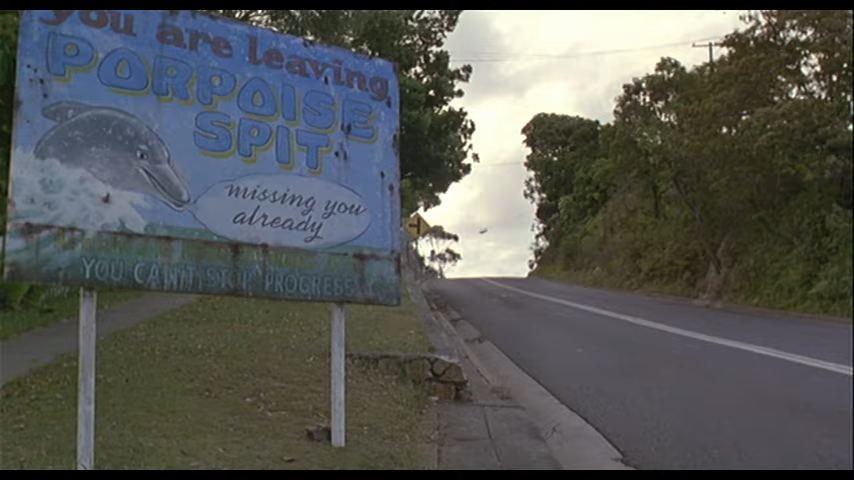 you are leaving
PORPOISE
SPIT
missing you
already
YOU CAN'T STOP PROGRESS